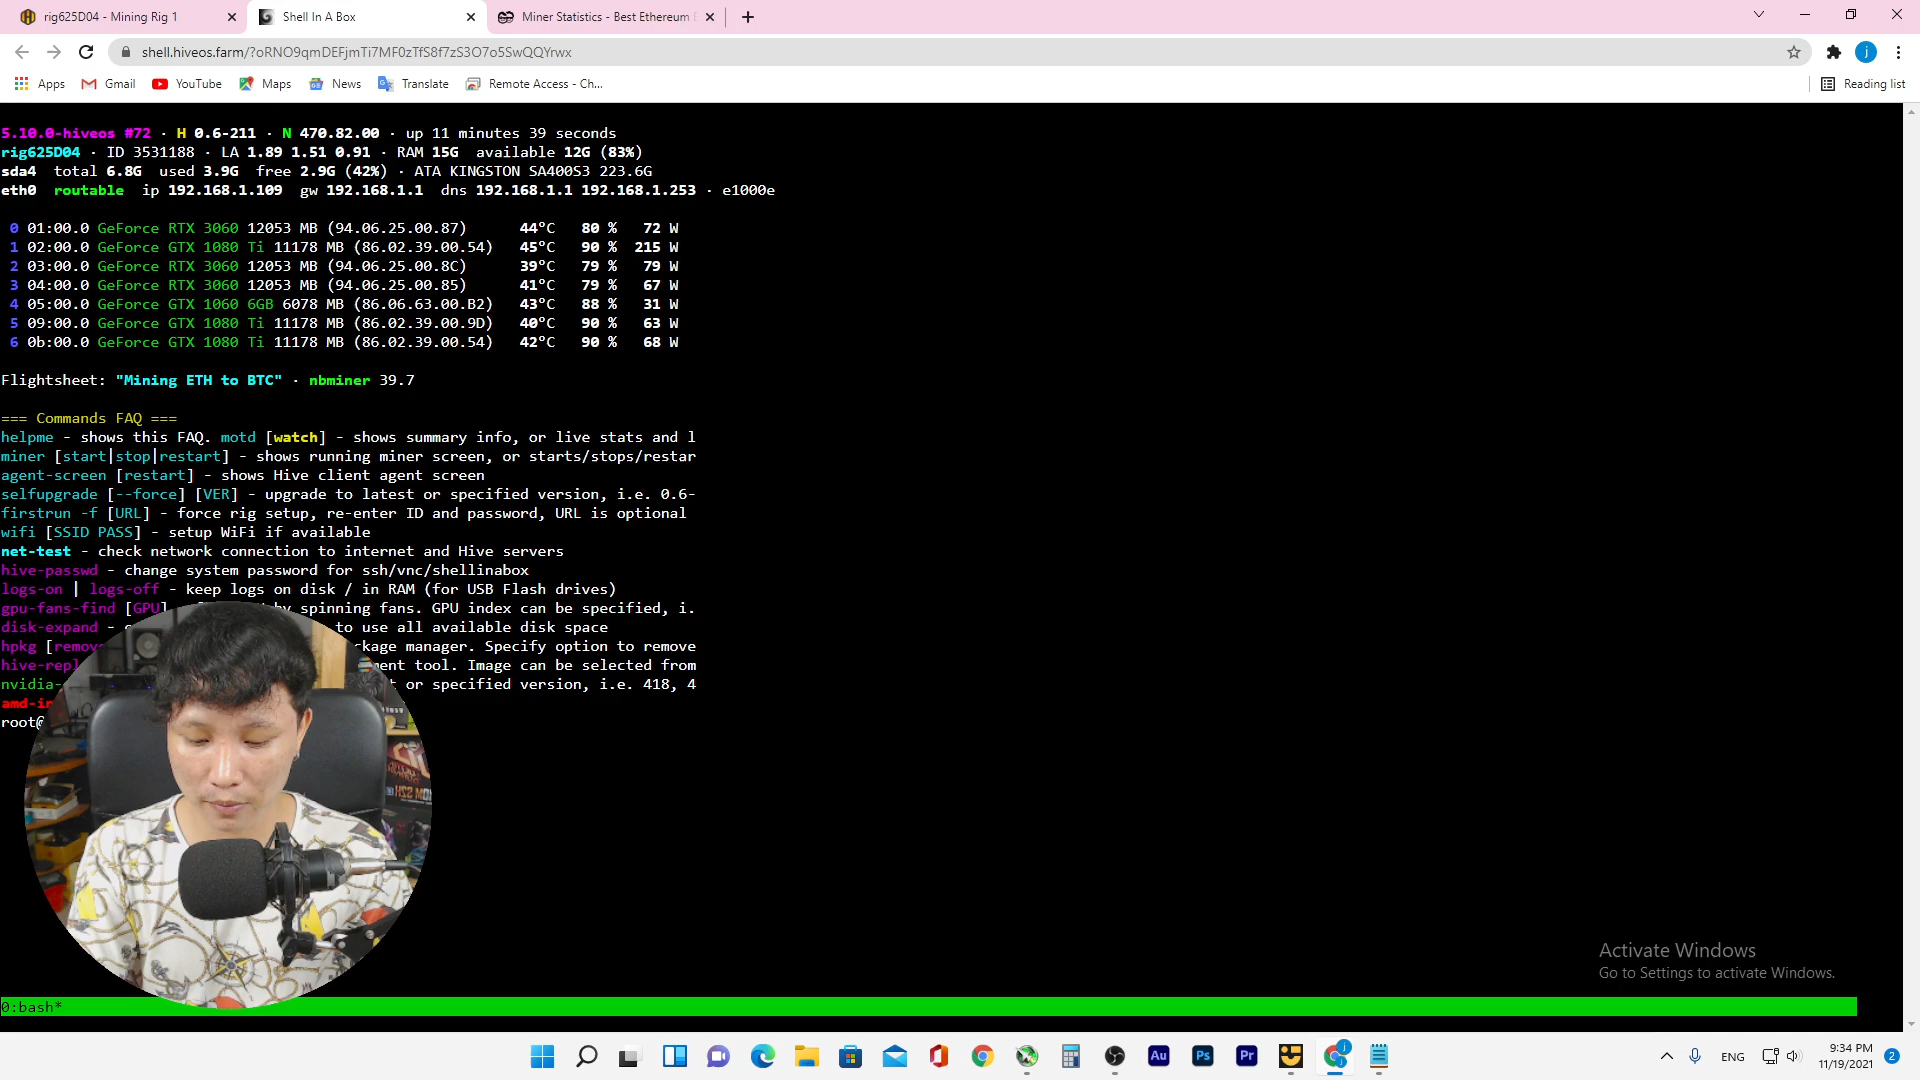 rig625D04 - Mining Rig 1
Shell In A Box
Miner Statistics - Best Ethereum
shell.hiveos.farm/?oRNO9qmDEFjmTi7MF0zTfS8f7zS3O7o5SwQQYrwx
j
Apps
Gmail
YouTube
Maps
News
Translate
Remote Access - Ch...
Reading list
5.10.0-hiveos #72 · H 0.6-211 · N 470.82.00 · up 11 minutes 39 seconds
rig625D04 · ID 3531188 · LA 1.89 1.51 0.91 · RAM 15G available 12G (83%)
sda4 total 6.8G used 3.9G free 2.9G (42%) · ATA KINGSTON SA400S3 223.6G
eth0 routable ip 192.168.1.109 gw 192.168.1.1 dns 192.168.1.1 192.168.1.253 · e1000e
0 01:00.0 GeForce RTX 3060 12053 MB (94.06.25.00.87) 44°C 80 % 72 W
1 02:00.0 GeForce GTX 1080 Ti 11178 MB (86.02.39.00.54) 45°C 90 % 215 W
2 03:00.0 GeForce RTX 3060 12053 MB (94.06.25.00.8C) 39°C 79 % 79 W
3 04:00.0 GeForce RTX 3060 12053 MB (94.06.25.00.85) 41°C 79 % 67 W
4 05:00.0 GeForce GTX 1060 6GB 6078 MB (86.06.63.00.B2) 43°C 88 % 31 W
5 09:00.0 GeForce GTX 1080 Ti 11178 MB (86.02.39.00.9D) 40°C 90 % 63 W
6 0b:00.0 GeForce GTX 1080 Ti 11178 MB (86.02.39.00.54) 42°C 90 % 68 W
Flightsheet: "Mining ETH to BTC" · nbminer 39.7
=== Commands FAQ ===
helpme - shows this FAQ. motd [watch] - shows summary info, or live stats and l
miner [start|stop|restart] - shows running miner screen, or starts/stops/restar
agent-screen [restart] - shows Hive client agent screen
selfupgrade [--force] [VER] - upgrade to latest or specified version, i.e. 0.6-
firstrun -f [URL] - force rig setup, re-enter ID and password, URL is optional
wifi [SSID PASS] - setup WiFi if available
net-test - check network connection to internet and Hive servers
hive-passwd - change system password for ssh/vnc/shellinabox
logs-on | logs-off - keep logs on disk / in RAM (for USB Flash drives)
gpu-fans-find [GPU] by spinning fans. GPU index can be specified, i.
disk-expand - to use all available disk space
hpkg [remove ckage manager. Specify option to remove
hive-repl ment tool. Image can be selected from
nvidia- or specified version, i.e. 418, 4
amd-in
root@
Activate Windows
Go to Settings to activate Windows.
0:bash*
Au
Ps
Pr
ENG
9:34 PM
11/19/2021
2